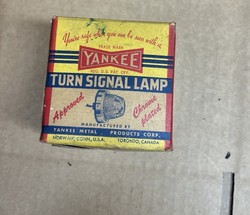 You're safe when you can be seen with a
TRADE MARK
YANKEE
REG. U.S. PAT. OFF.
TURN SIGNAL LAMP
Approved
Chrome
plated
MANUFACTURED BY
YANKEE METAL PRODUCTS CORP.
NORWALK, CONN., U.S.A. TORONTO, CANADA